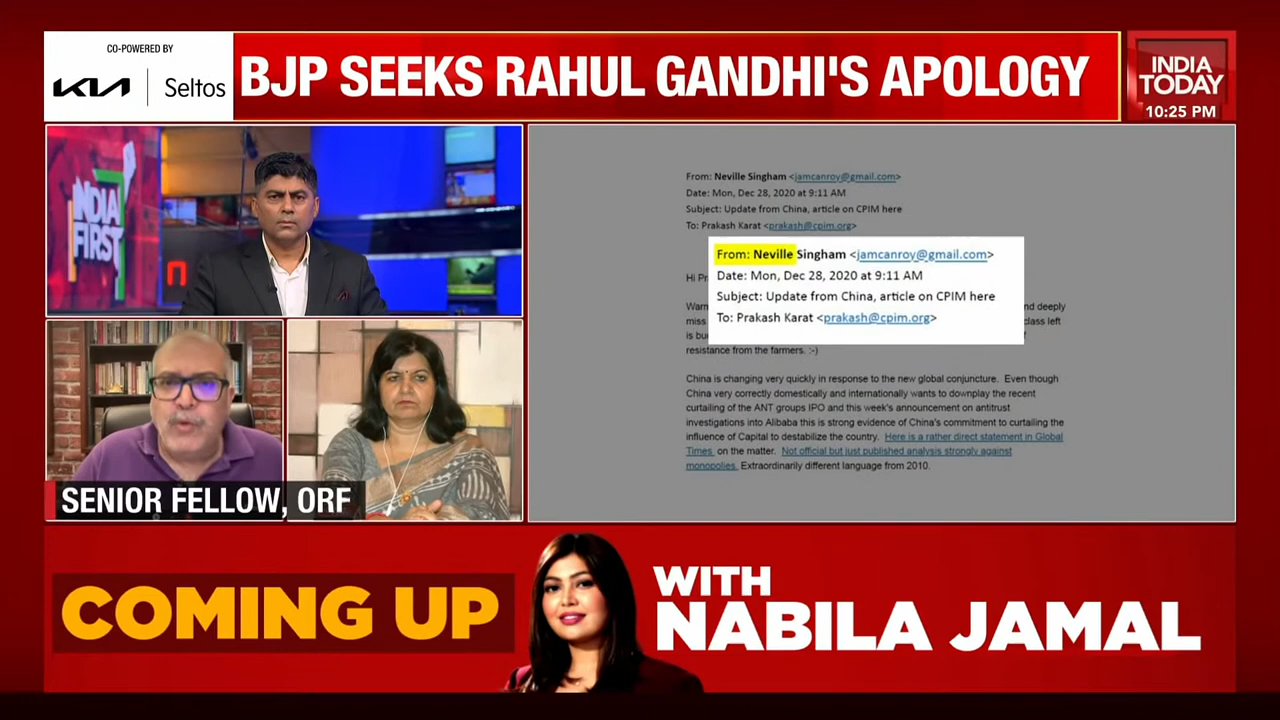 CO-POWERED BY
KIA | Seltos
BJP SEEKS RAHUL GANDHI'S APOLOGY
INDIA
TODAY
10:25 PM
INDIA
FIRST
From: Neville Singham <jamcanroy@gmail.com>
Date: Mon, Dec 28, 2020 at 9:11 AM
Subject: Update from China, article on CPIM here
To: Prakash Karat <prakash@cpim.org>
From: Neville Singham <jamcanroy@gmail.com>
Date: Mon, Dec 28, 2020 at 9:11 AM
Subject: Update from China, article on CPIM here
To: Prakash Karat <prakash@cpim.org>
Hi
and deeply
miss
class left
is
resistance from the farmers. :-)
China is changing very quickly in response to the new global conjuncture. Even though
China very correctly domestically and internationally wants to downplay the recent
curtailing of the ANT groups IPO and this week's announcement on antitrust
investigations into Alibaba this is strong evidence of China's commitment to curtailing the
influence of Capital to destabilize the country. Here is a rather direct statement in Global
Times on the matter. Not official but just published analysis strongly against
monopolies. Extraordinarily different language from 2010.
SENIOR FELLOW, ORF
COMING UP
WITH
NABILA JAMAL